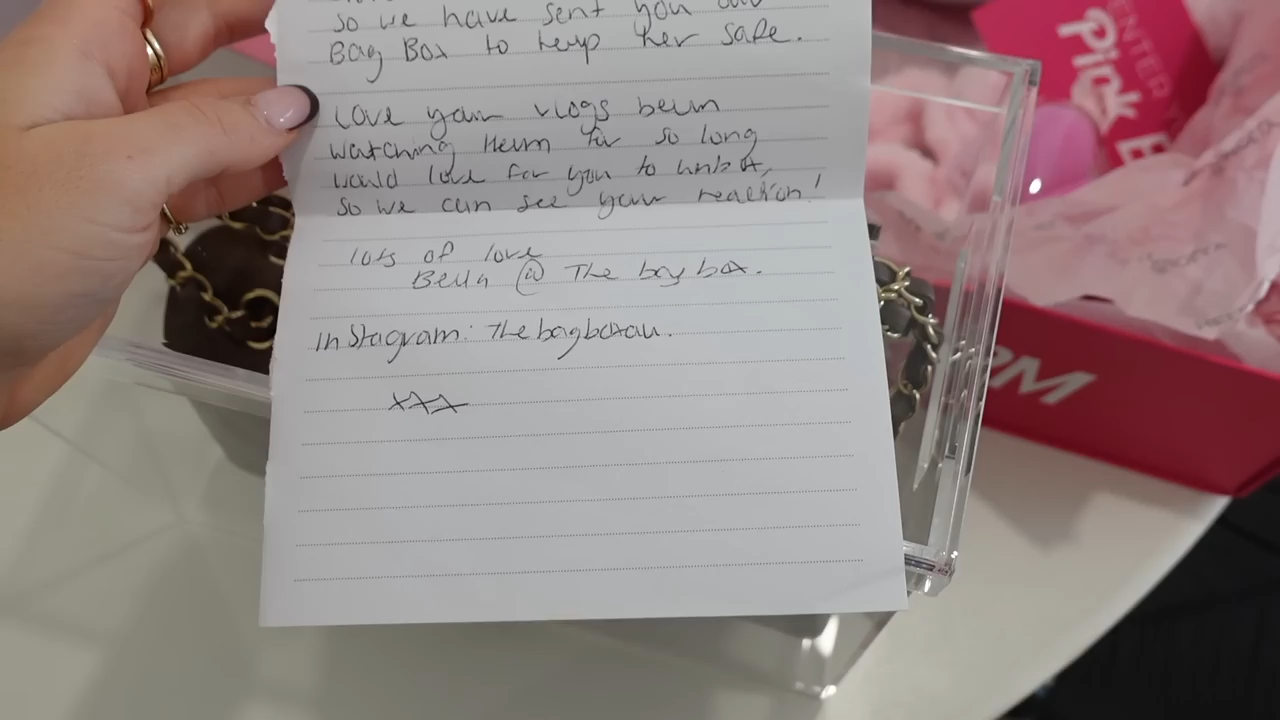 so we have sent you our
Bag Box to keep her safe.
Love your vlogs been
watching them for so long
would love for you to unbox,
so we can see your reaction!
lots of love
Bella @ The bag box.
Instagram: Thebagboxau.
xxx
ENTER
Pick